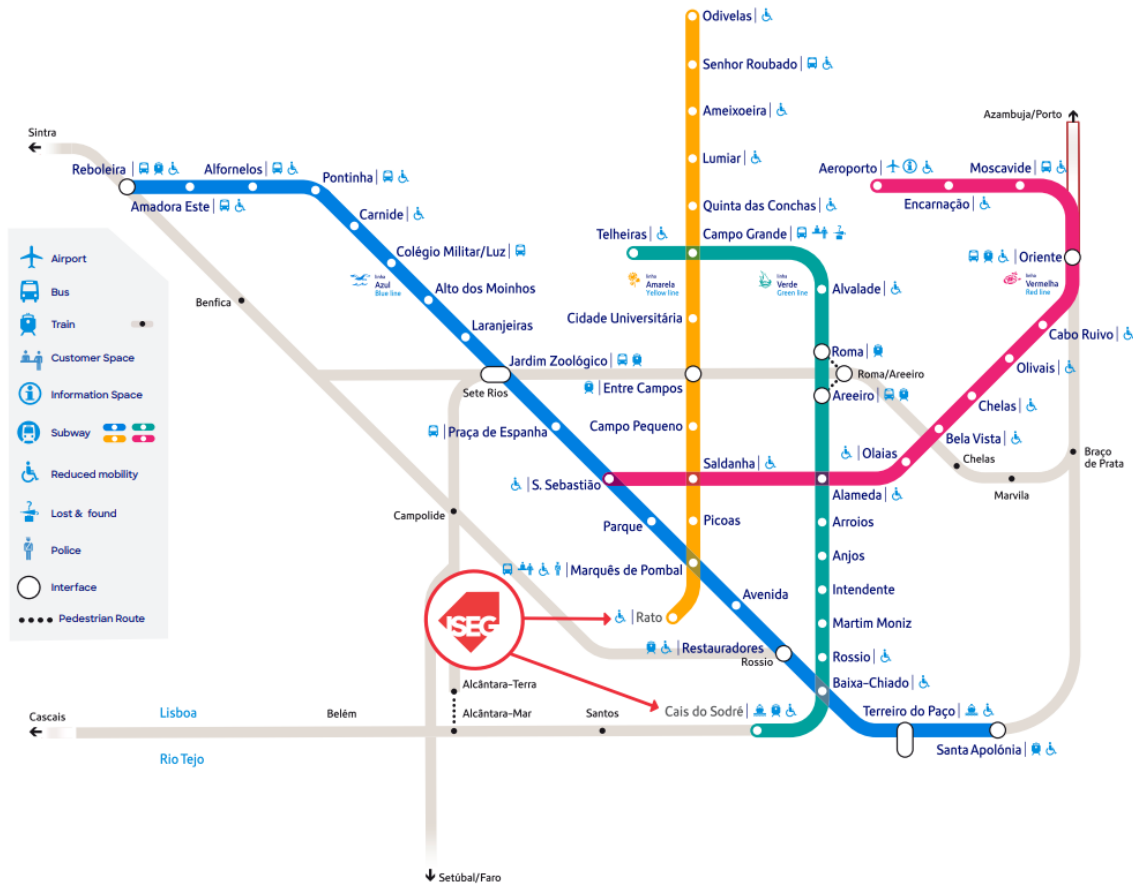 Odivelas
Senhor Roubado
Ameixoeira
Azambuja/Porto
Sintra
Lumiar
Reboleira
Alfornelos
Pontinha
Aeroporto
Moscavide
Amadora Este
Encarnação
Carnide
Quinta das Conchas
Telheiras
Campo Grande
Colégio Militar/Luz
Oriente
Airport
linha
Azul
Blue line
linha
Amarela
Yellow line
linha
Verde
Green line
linha
Vermelha
Red line
Bus
Alto dos Moinhos
Alvalade
Benfica
Train
Laranjeiras
Cidade Universitária
Cabo Ruivo
Customer Space
Jardim Zoológico
Roma
Olivais
Roma/Areeiro
Sete Rios
Entre Campos
Areeiro
Information Space
Chelas
Subway
Praça de Espanha
Campo Pequeno
Bela Vista
Olaias
Chelas
Braço
de Prata
Reduced mobility
Saldanha
S. Sebastião
Alameda
Marvila
Lost & found
Campolide
Parque
Picoas
Arroios
Police
Anjos
Marquês de Pombal
Interface
Avenida
Intendente
Pedestrian Route
ISEG
Rato
Martim Moniz
Restauradores
Rossio
Rossio
Alcântara-Terra
Baixa-Chiado
Cascais
Lisboa
Belém
Alcântara-Mar
Santos
Cais do Sodré
Terreiro do Paço
Santa Apolónia
Rio Tejo
Setúbal/Faro